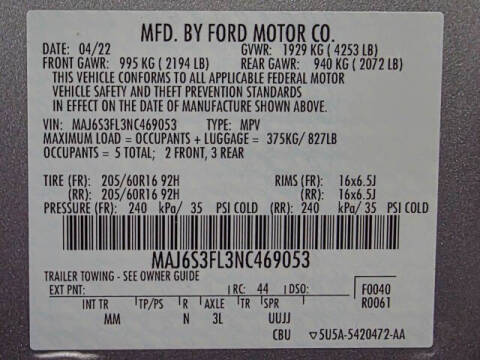 MFD. BY FORD MOTOR CO.
DATE: 04/22 GVWR: 1929 KG ( 4253 LB)
FRONT GAWR: 995 KG ( 2194 LB) REAR GAWR: 940 KG ( 2072 LB)
THIS VEHICLE CONFORMS TO ALL APPLICABLE FEDERAL MOTOR
VEHICLE SAFETY AND THEFT PREVENTION STANDARDS
IN EFFECT ON THE DATE OF MANUFACTURE SHOWN ABOVE.
VIN: MAJ6S3FL3NC469053 TYPE: MPV
MAXIMUM LOAD = OCCUPANTS + LUGGAGE = 375KG/ 827LB
OCCUPANTS = 5 TOTAL; 2 FRONT, 3 REAR
TIRE (FR): 205/60R16 92H RIMS (FR): 16x6.5J
(RR): 205/60R16 92H (RR): 16x6.5J
PRESSURE (FR): 240 kPa/ 35 PSI COLD (RR): 240 kPa/ 35 PSI COLD
MAJ6S3FL3NC469053
TRAILER TOWING - SEE OWNER GUIDE
EXT PNT: RC: 44 DSO: F0040
INT TR TP/PS R AXLE TR SPR R0061
MM N 3L UUJJ
CBU ▽5U5A-5420472-AA